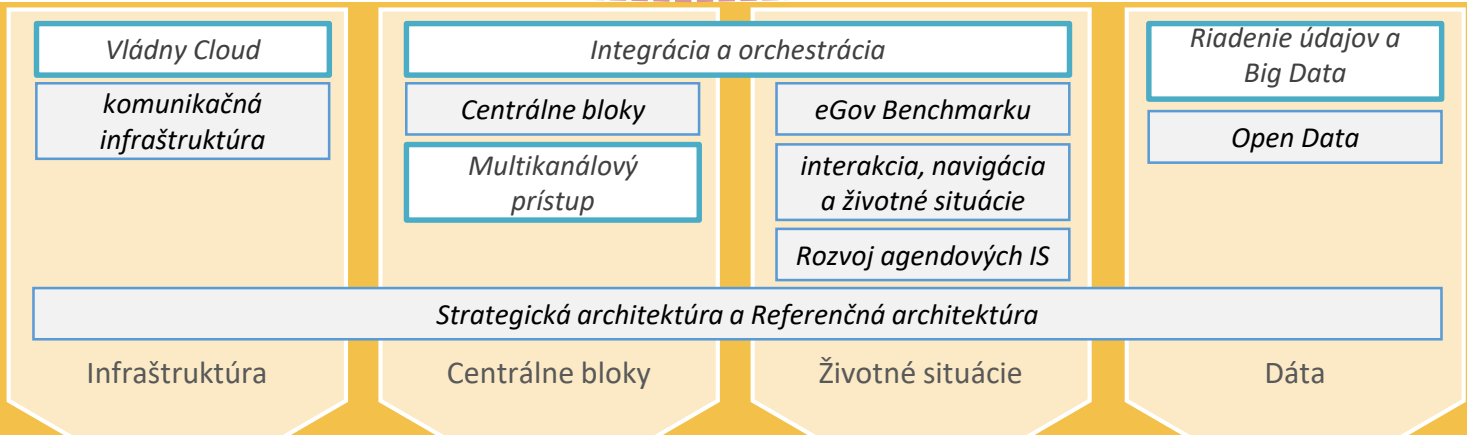 Vládny Cloud
komunikačná
infraštruktúra
Integrácia a orchestrácia
Centrálne bloky
Multikanálový
prístup
eGov Benchmarku
interakcia, navigácia
a životné situácie
Rozvoj agendových IS
Riadenie údajov a
Big Data
Open Data
Strategická architektúra a Referenčná architektúra
Infraštruktúra
Centrálne bloky
Životné situácie
Dáta